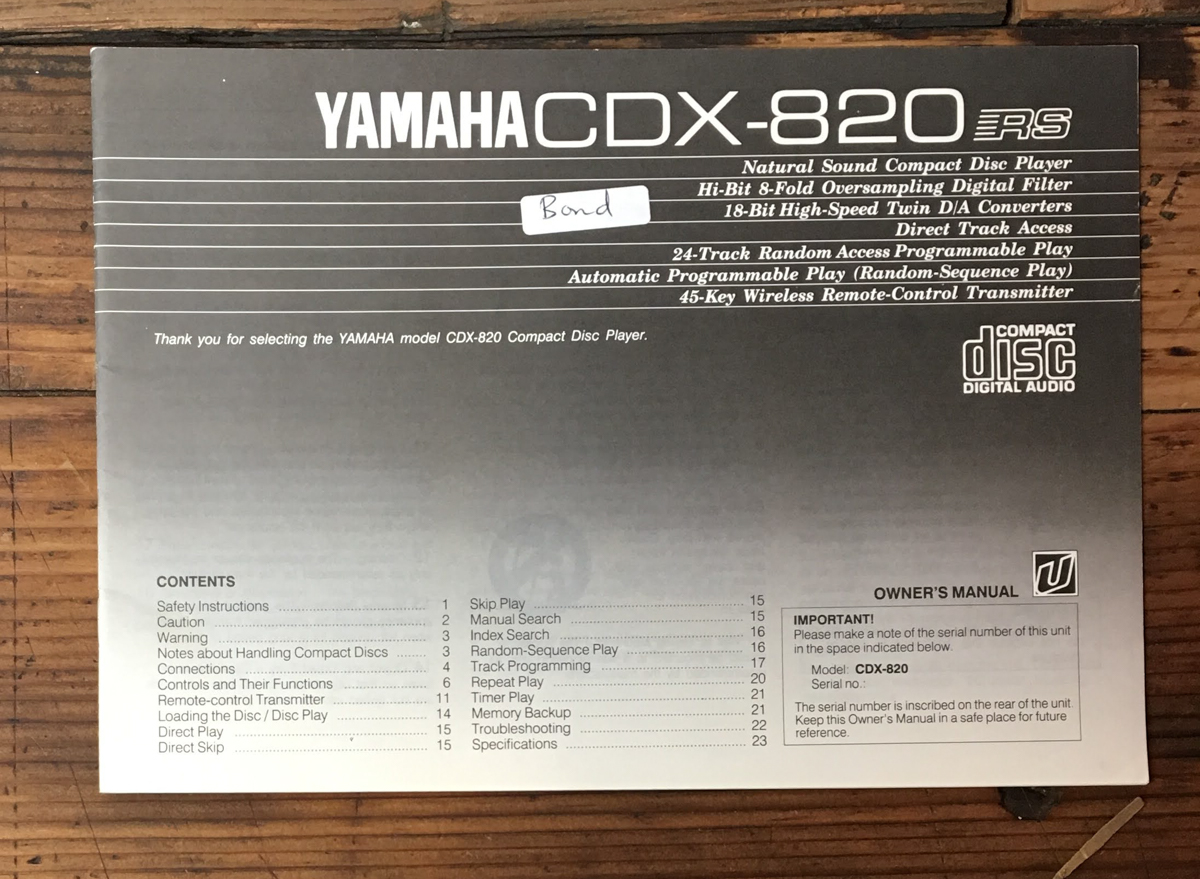 YAMAHA CDX-820 RS
Natural Sound Compact Disc Player
Hi-Bit 8-Fold Oversampling Digital Filter
Bond
18-Bit High-Speed Twin D/A Converters
Direct Track Access
24-Track Random Access Programmable Play
Automatic Programmable Play (Random-Sequence Play)
45-Key Wireless Remote-Control Transmitter
Thank you for selecting the YAMAHA model CDX-820 Compact Disc Player.
COMPACT
disc
DIGITAL AUDIO
CONTENTS
Safety Instructions 1
Caution 2
Warning 3
Notes about Handling Compact Discs 3
Connections 4
Controls and Their Functions 6
Remote-control Transmitter 11
Loading the Disc / Disc Play 14
Direct Play 15
Direct Skip 15
Skip Play 15
Manual Search 15
Index Search 16
Random-Sequence Play 16
Track Programming 17
Repeat Play 20
Timer Play 21
Memory Backup 21
Troubleshooting 22
Specifications 23
OWNER'S MANUAL U
IMPORTANT!
Please make a note of the serial number of this unit
in the space indicated below.
Model: CDX-820
Serial no.:
The serial number is inscribed on the rear of the unit.
Keep this Owner's Manual in a safe place for future
reference.